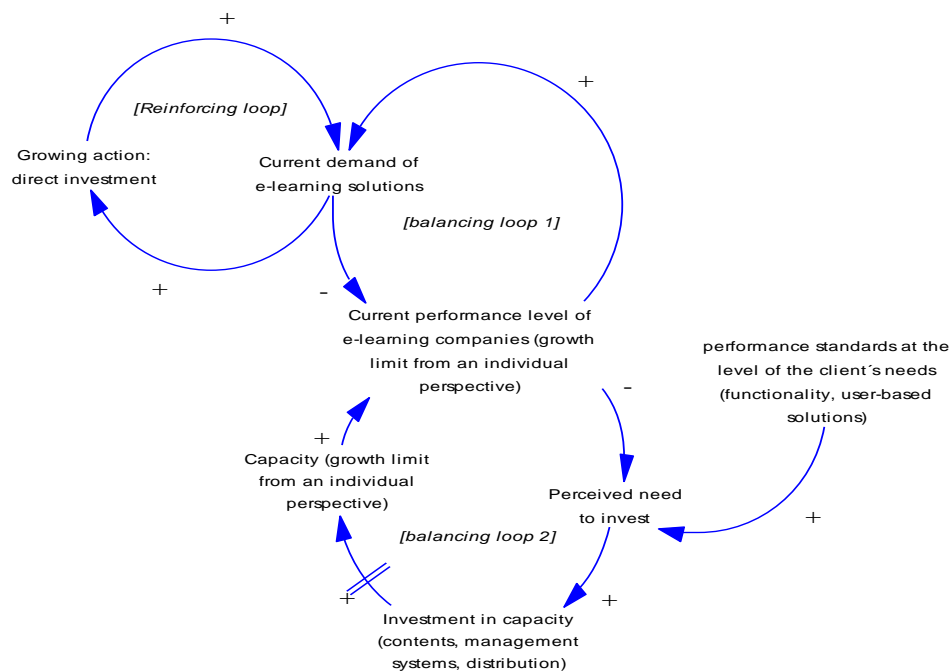 +
+
[Reinforcing loop]
Growing action:
direct investment
Current demand of
e-learning solutions
[balancing loop 1]
+
-
Current performance level of
e-learning companies (growth
limit from an individual
perspective)
performance standards at the
level of the client´s needs
(functionality, user-based
solutions)
-
+
Capacity (growth limit
from an individual
perspective)
Perceived need
to invest
+
[balancing loop 2]
+
+
Investment in capacity
(contents, management
systems, distribution)